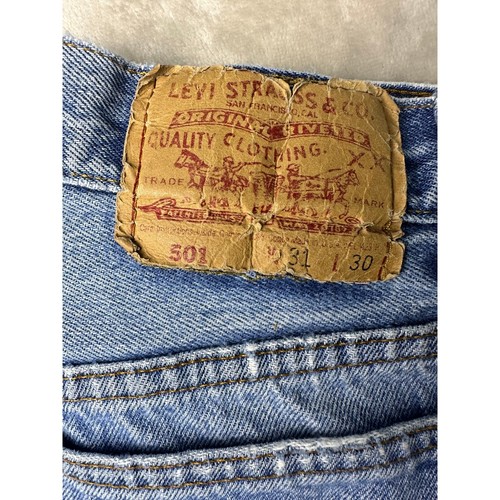 LEVI STRAUSS & CO.
SAN FRANCISCO, CAL.
ORIGINAL RIVETED
QUALITY CLOTHING.
XX
TRADE MARK
501 W 31 L 30